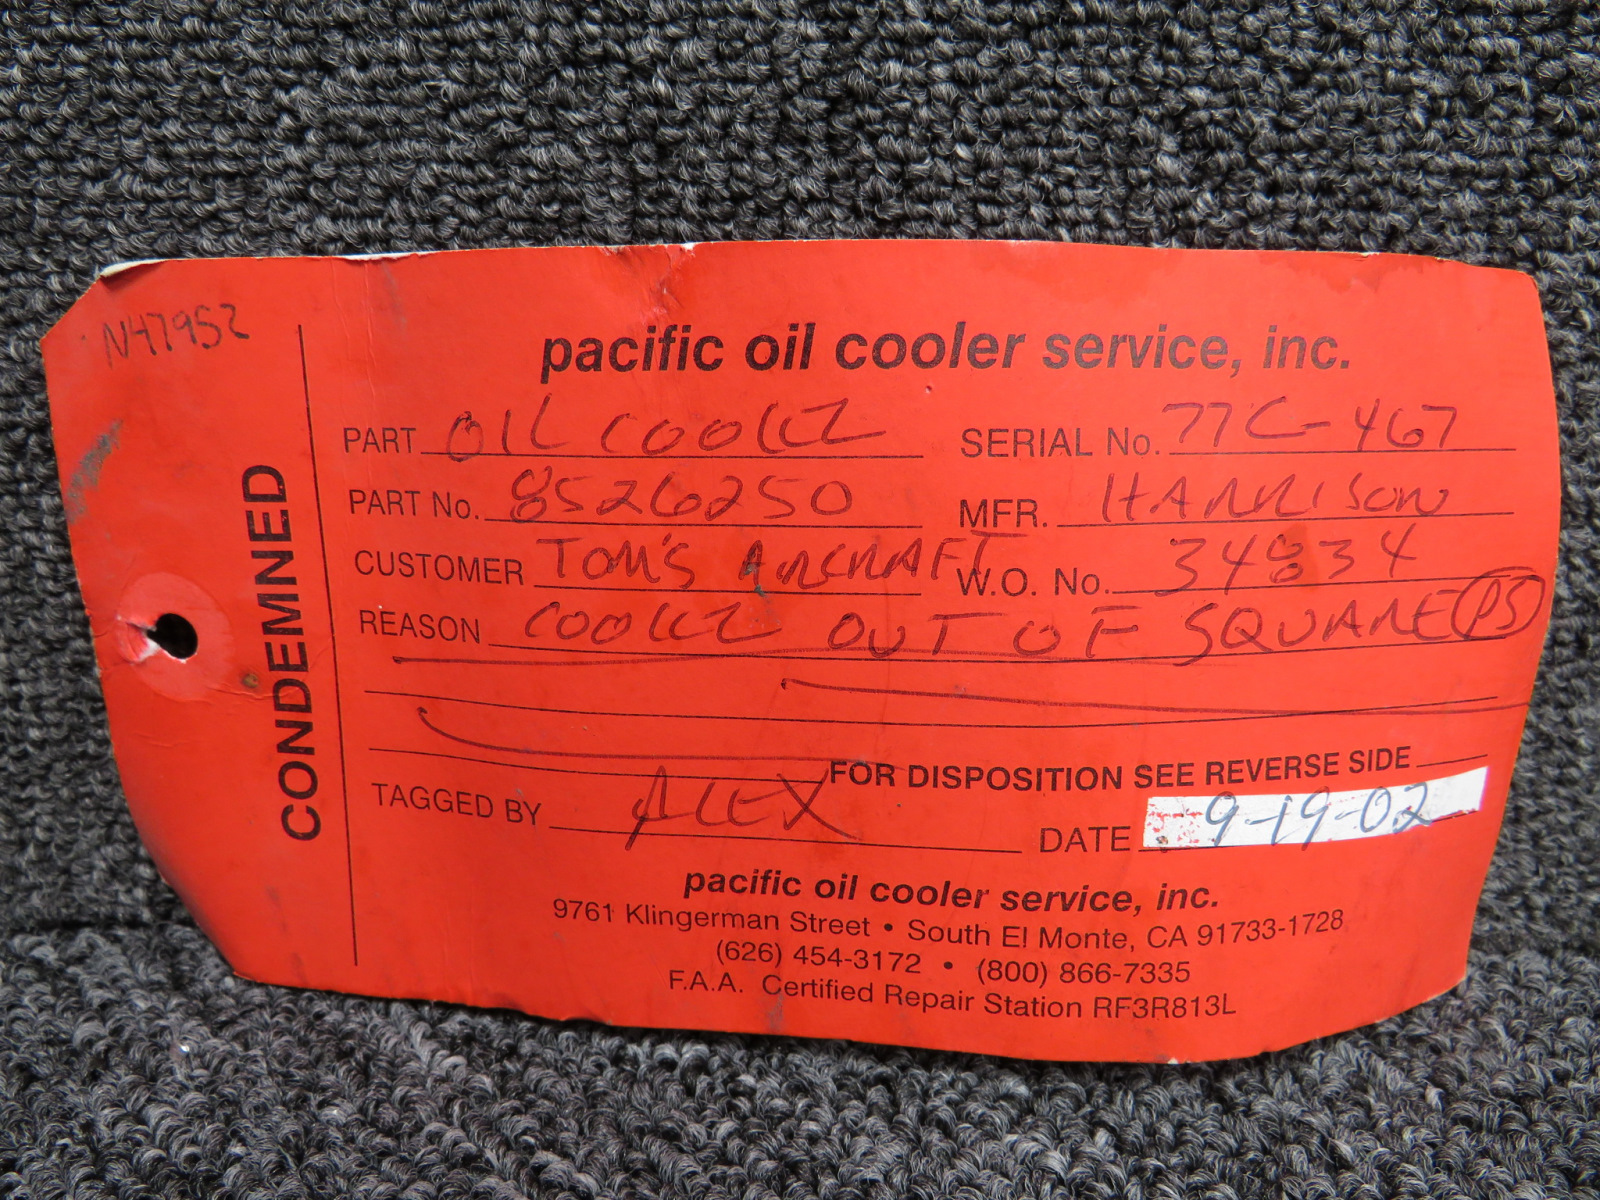 N47952
CONDEMNED
pacific oil cooler service, inc.
PART OIL COOLER SERIAL No. 77C-467
PART No. 8526250 MFR. HARRISON
CUSTOMER TOM'S AIRCRAFT W.O. No. 34834
REASON COOLER OUT OF SQUARE PS
FOR DISPOSITION SEE REVERSE SIDE
TAGGED BY ALEX DATE 9-19-02
pacific oil cooler service, inc.
9761 Klingerman Street • South El Monte, CA 91733-1728
(626) 454-3172 • (800) 866-7335
F.A.A. Certified Repair Station RF3R813L